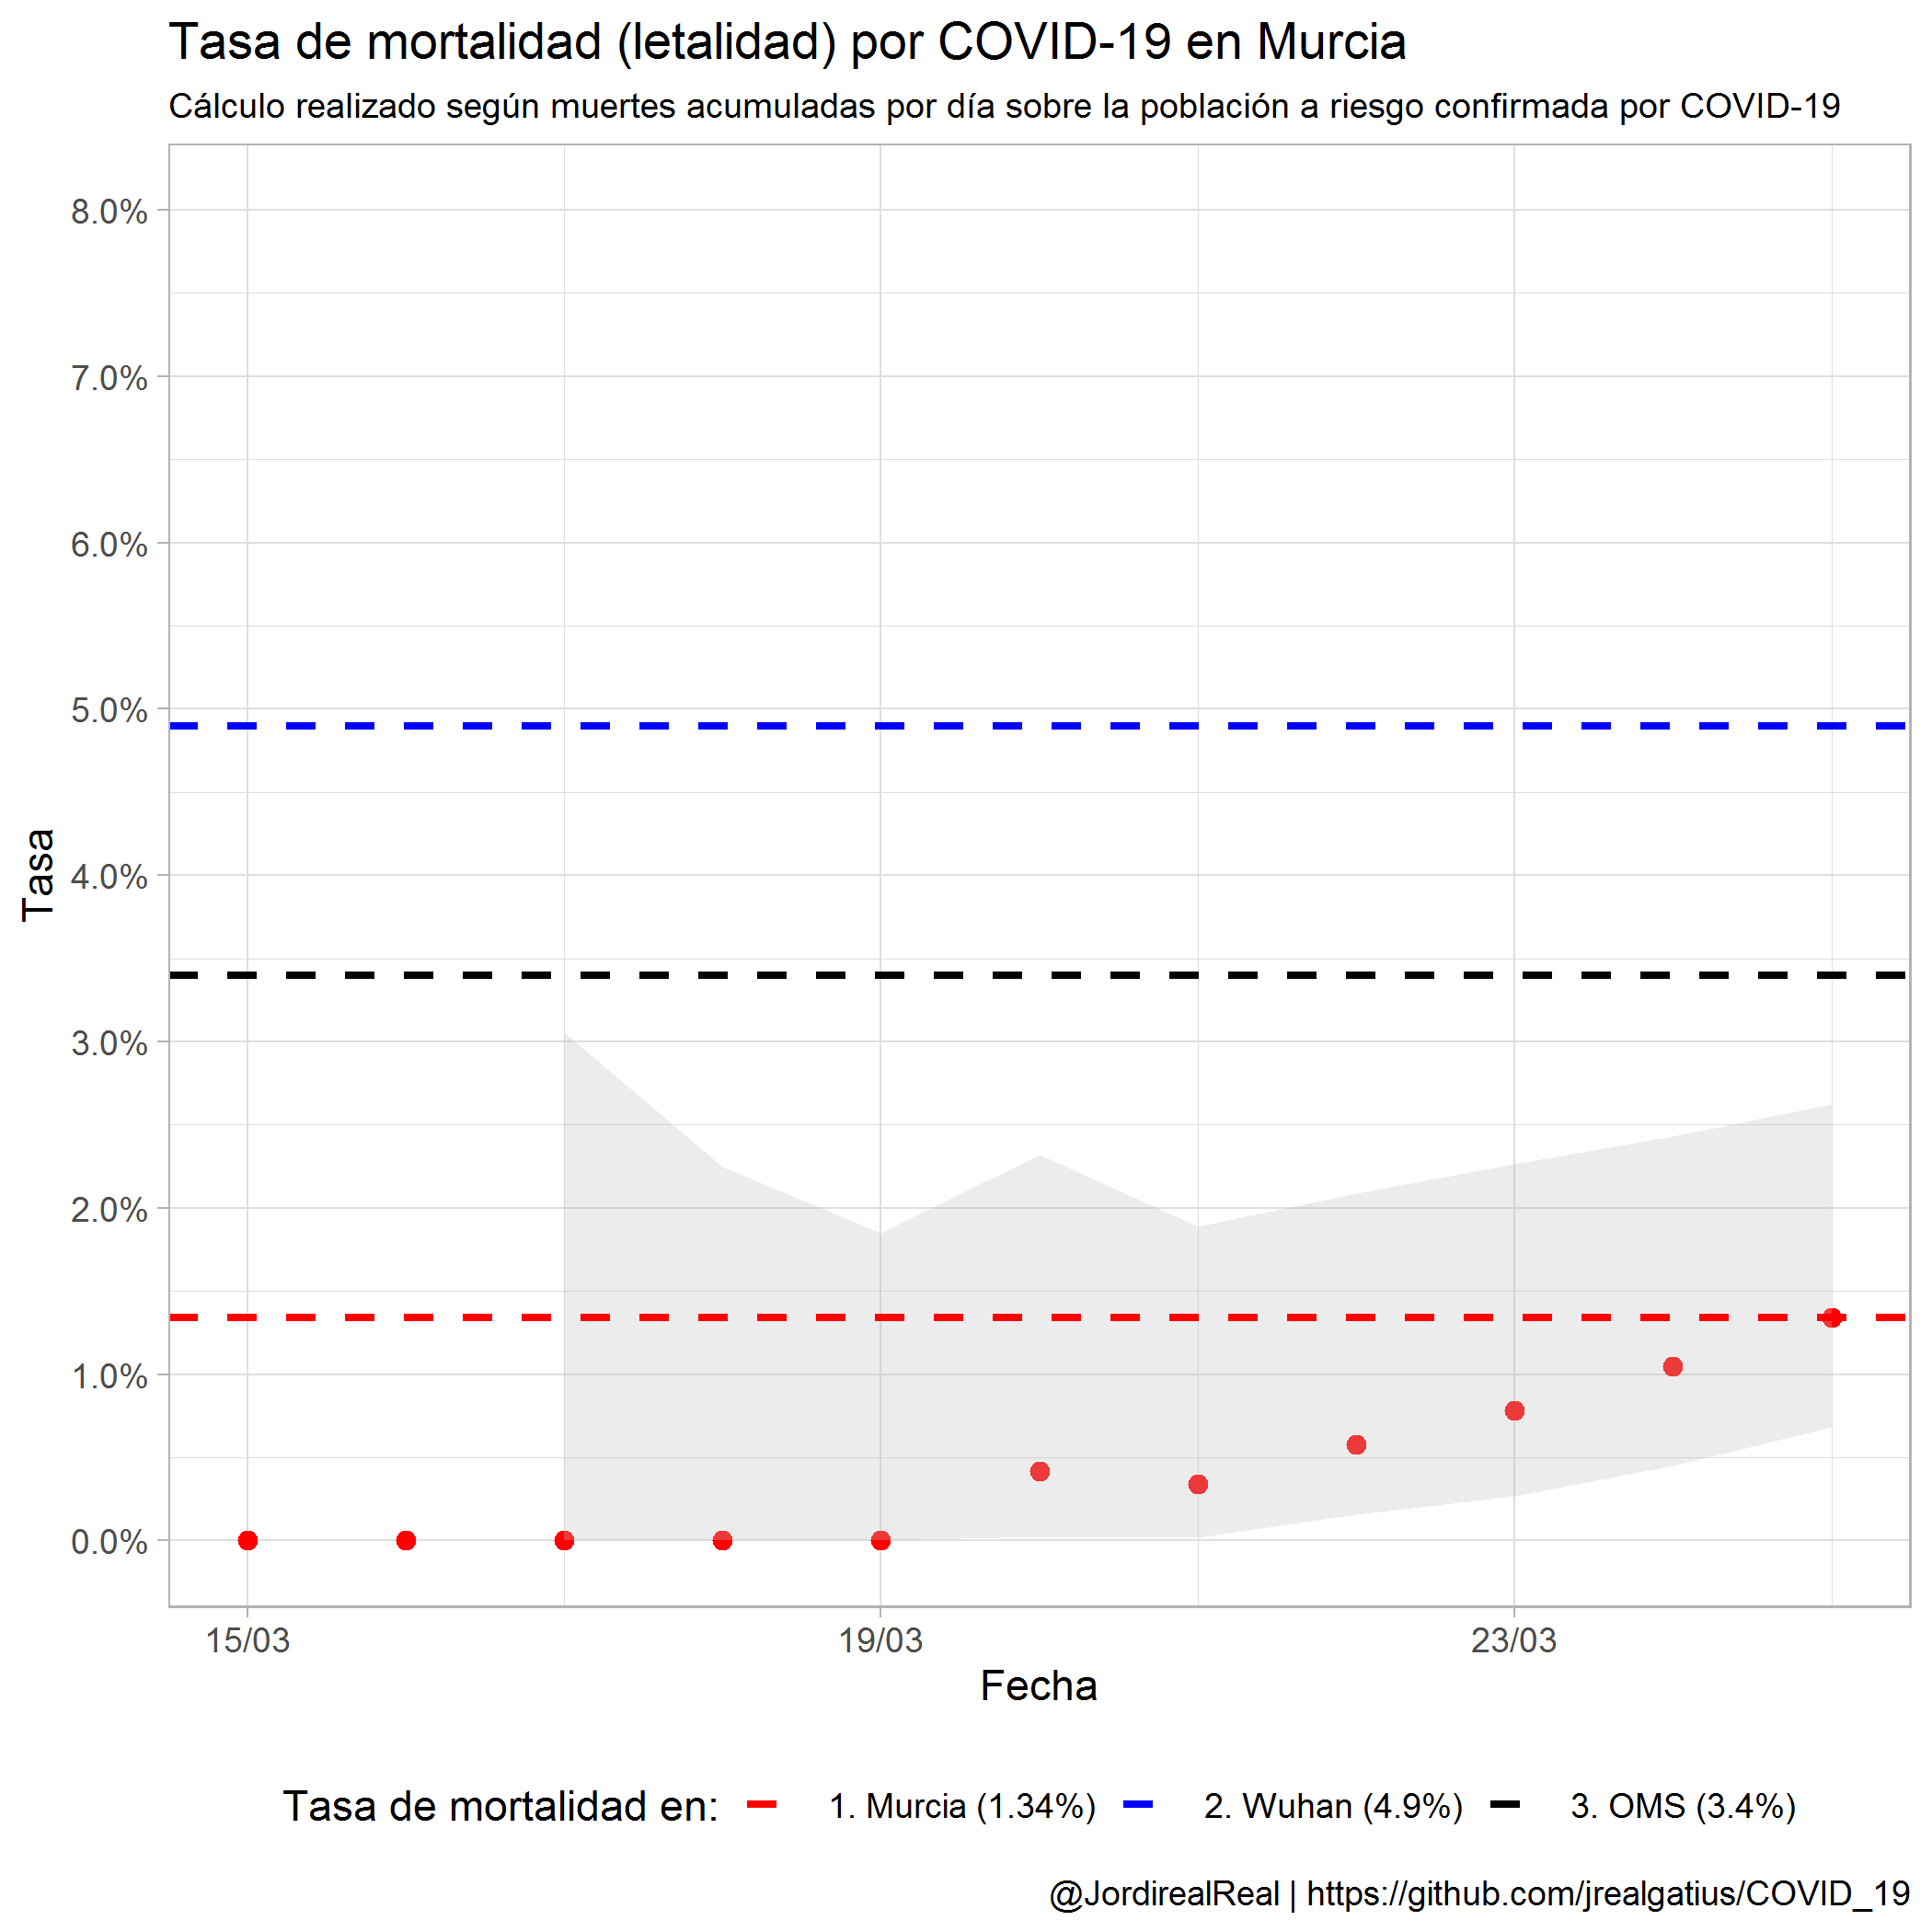 Tasa de mortalidad (letalidad) por COVID-19 en Murcia
Cálculo realizado según muertes acumuladas por día sobre la población a riesgo confirmada por COVID-19
8.0%
7.0%
6.0%
5.0%
4.0%
3.0%
2.0%
1.0%
0.0%
Tasa
15/03 19/03 23/03
Fecha
Tasa de mortalidad en: 1. Murcia (1.34%) 2. Wuhan (4.9%) 3. OMS (3.4%)
@JordirealReal | https://github.com/jrealgatius/COVID_19